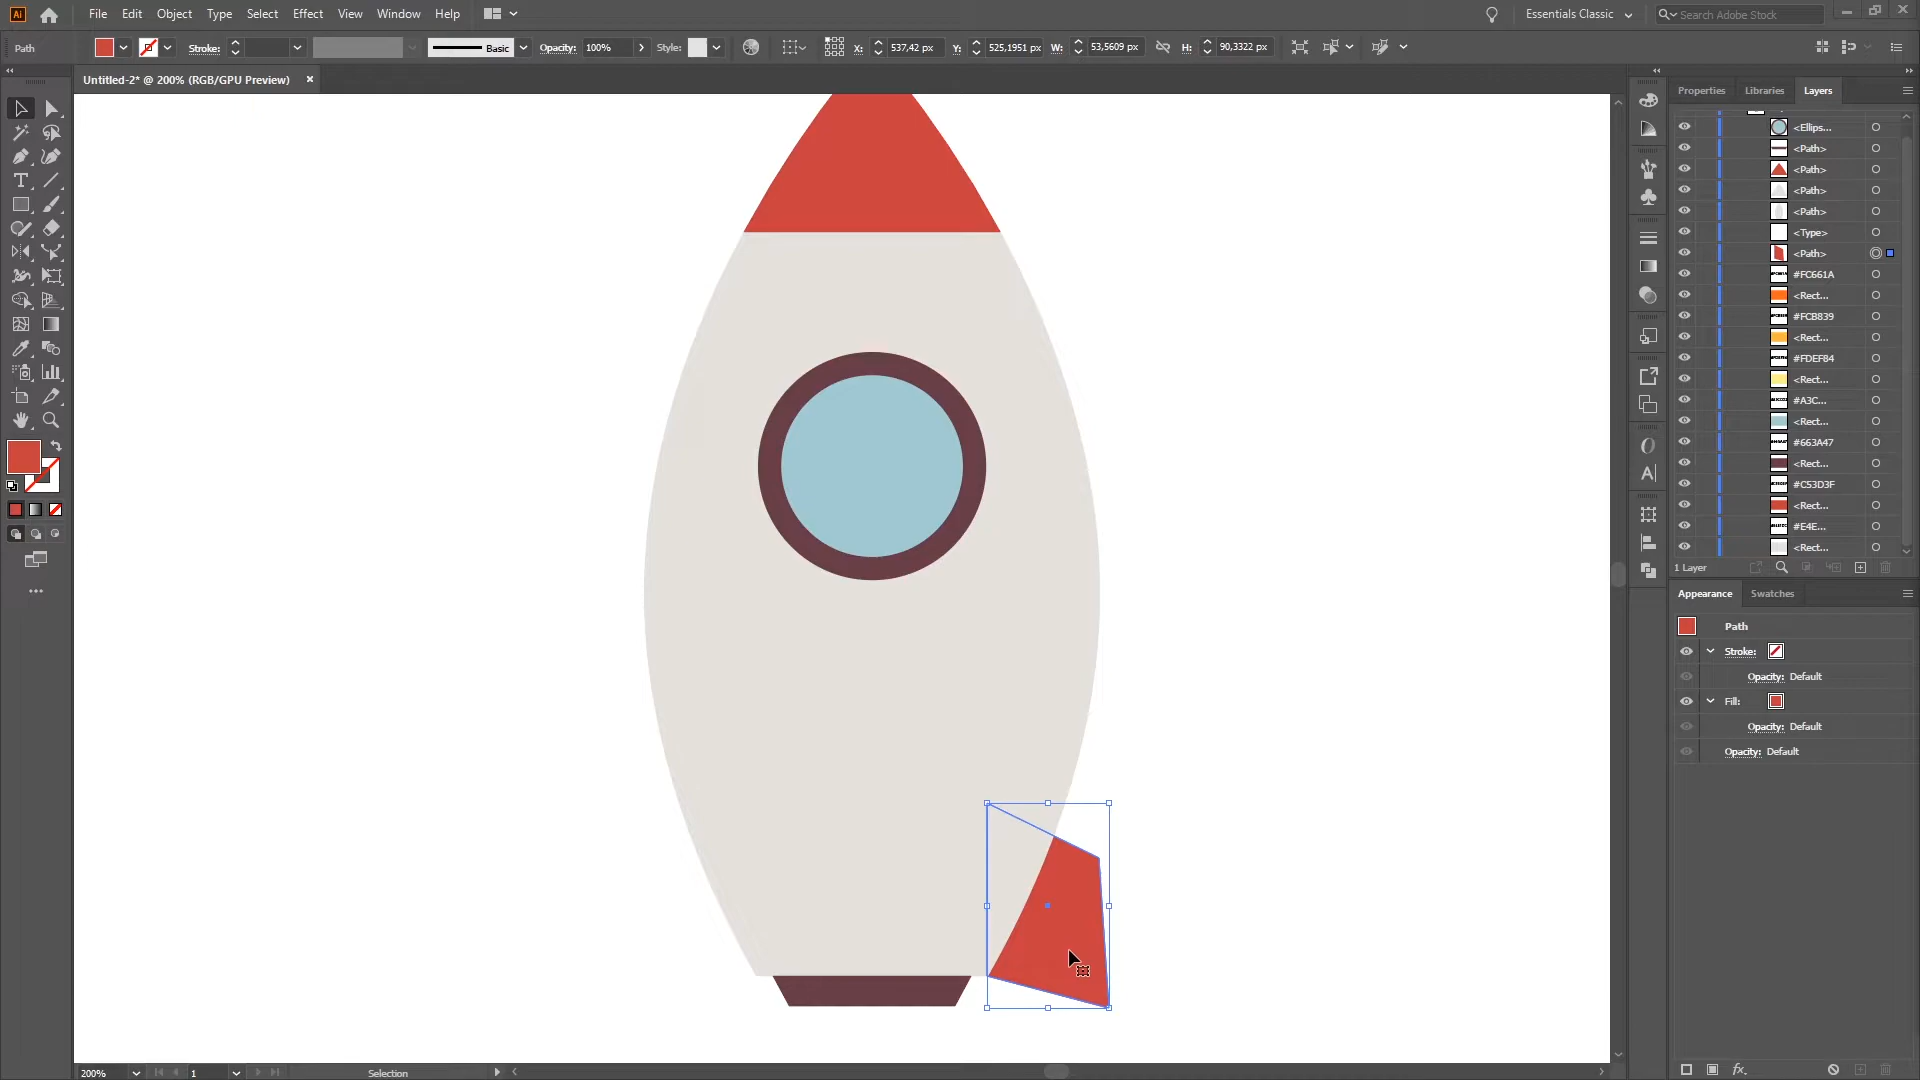 Ai File Edit Object Type Select Effect View Window Help Essentials Classic Search Adobe Stock
Path Stroke: Basic Opacity: 100% Style: X: 537,42 px Y: 525,1951 px W: 53,5609 px H: 90,3322 px
Untitled-2* @ 200% (RGB/GPU Preview)
Properties Libraries Layers
<Ellips...
<Path>
<Path>
<Path>
<Path>
<Type>
<Path>
#FC661A
<Rect...
#FCB839
<Rect...
#FDEF84
<Rect...
#A3C...
<Rect...
#663A47
<Rect...
#C53D3F
<Rect...
#E4E...
<Rect...
1 Layer
Appearance Swatches
Path
Stroke:
Opacity: Default
Fill:
Opacity: Default
Opacity: Default
200% 1 Selection
fx